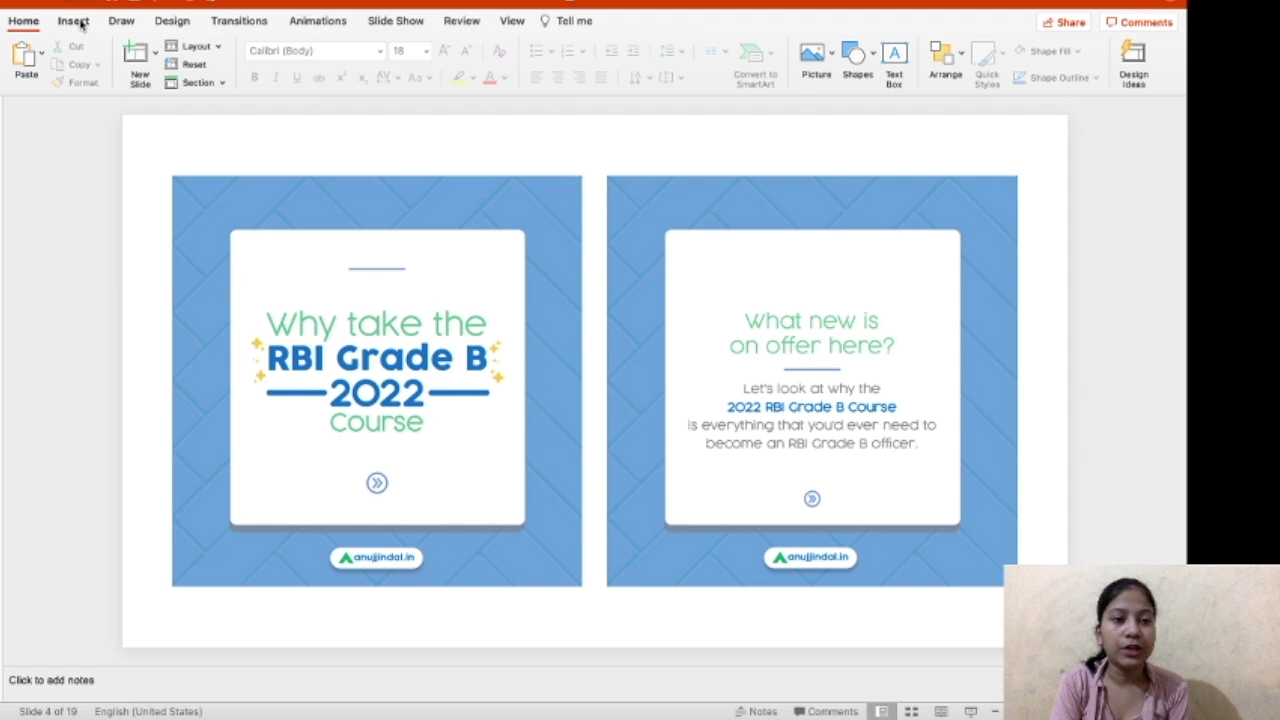 Home Insert Draw Design Transitions Animations Slide Show Review View Tell me
Share Comments
Paste
Cut
Copy
Format
New Slide
Layout
Reset
Section
Calibri (Body)
18
Convert to SmartArt
Picture
Shapes
Text Box
Arrange
Quick Styles
Shape Fill
Shape Outline
Design Ideas
Why take the
RBI Grade B
2022
Course
anujjindal.in
What new is
on offer here?
Let's look at why the
2022 RBI Grade B Course
is everything that you'd ever need to
become an RBI Grade B officer.
anujjindal.in
Click to add notes
Slide 4 of 19 English (United States)
Notes Comments